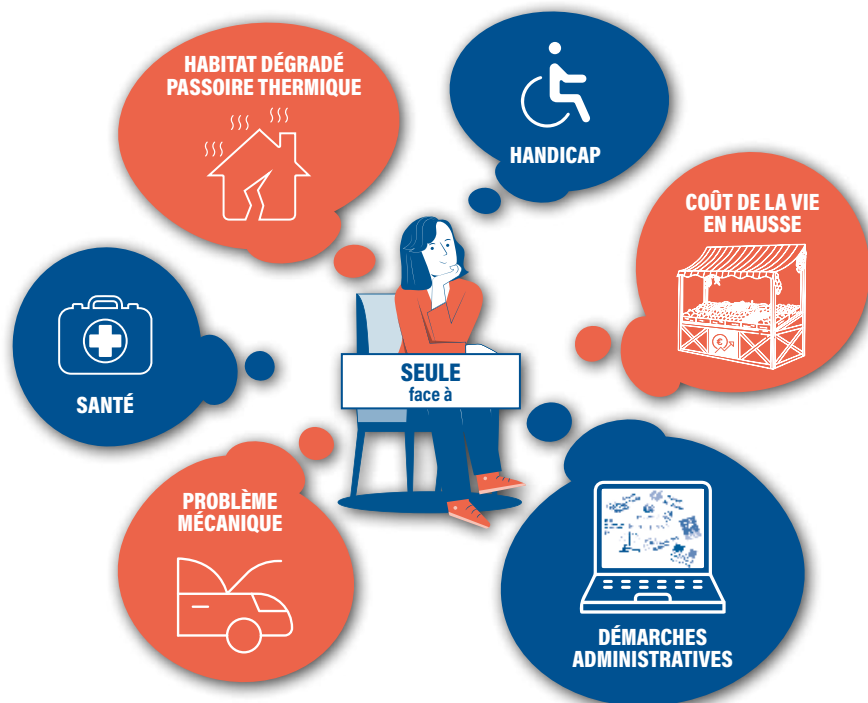 HABITAT DÉGRADÉ
PASSOIRE THERMIQUE
HANDICAP
COÛT DE LA VIE
EN HAUSSE
€
SANTÉ
SEULE
face à
PROBLÈME
MÉCANIQUE
DÉMARCHES
ADMINISTRATIVES